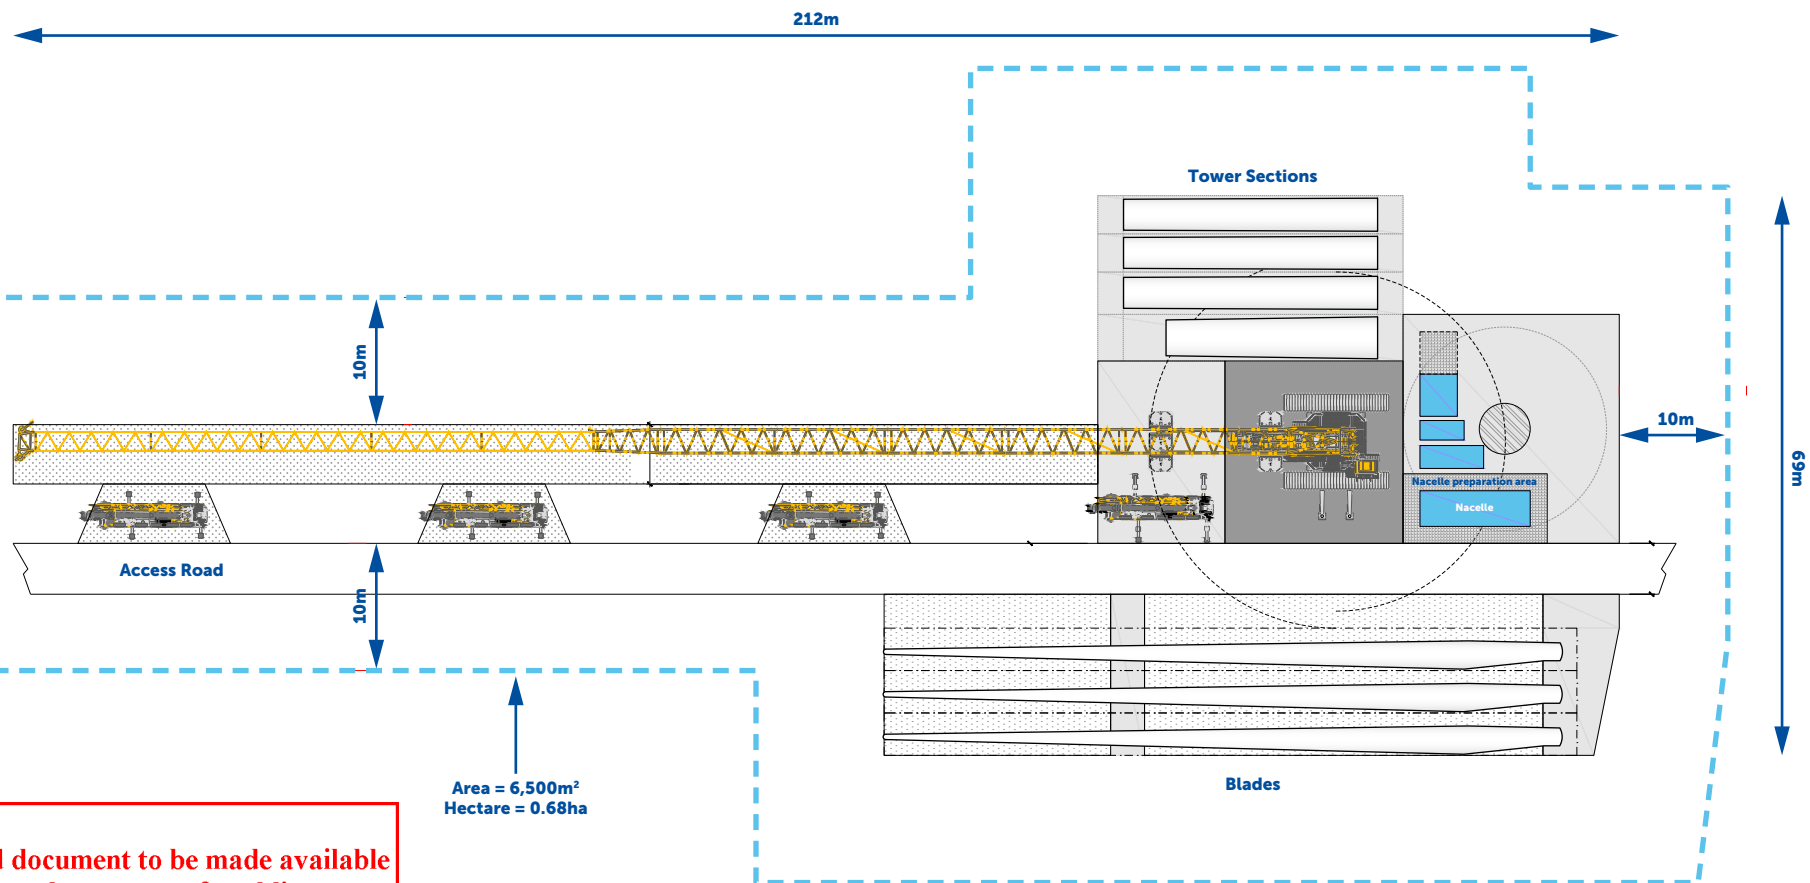 212m
Tower Sections
10m
10m
69m
Nacelle preparation area
Nacelle
Access Road
10m
Area = 6,500m²
Hectare = 0.68ha
Blades
document to be made available